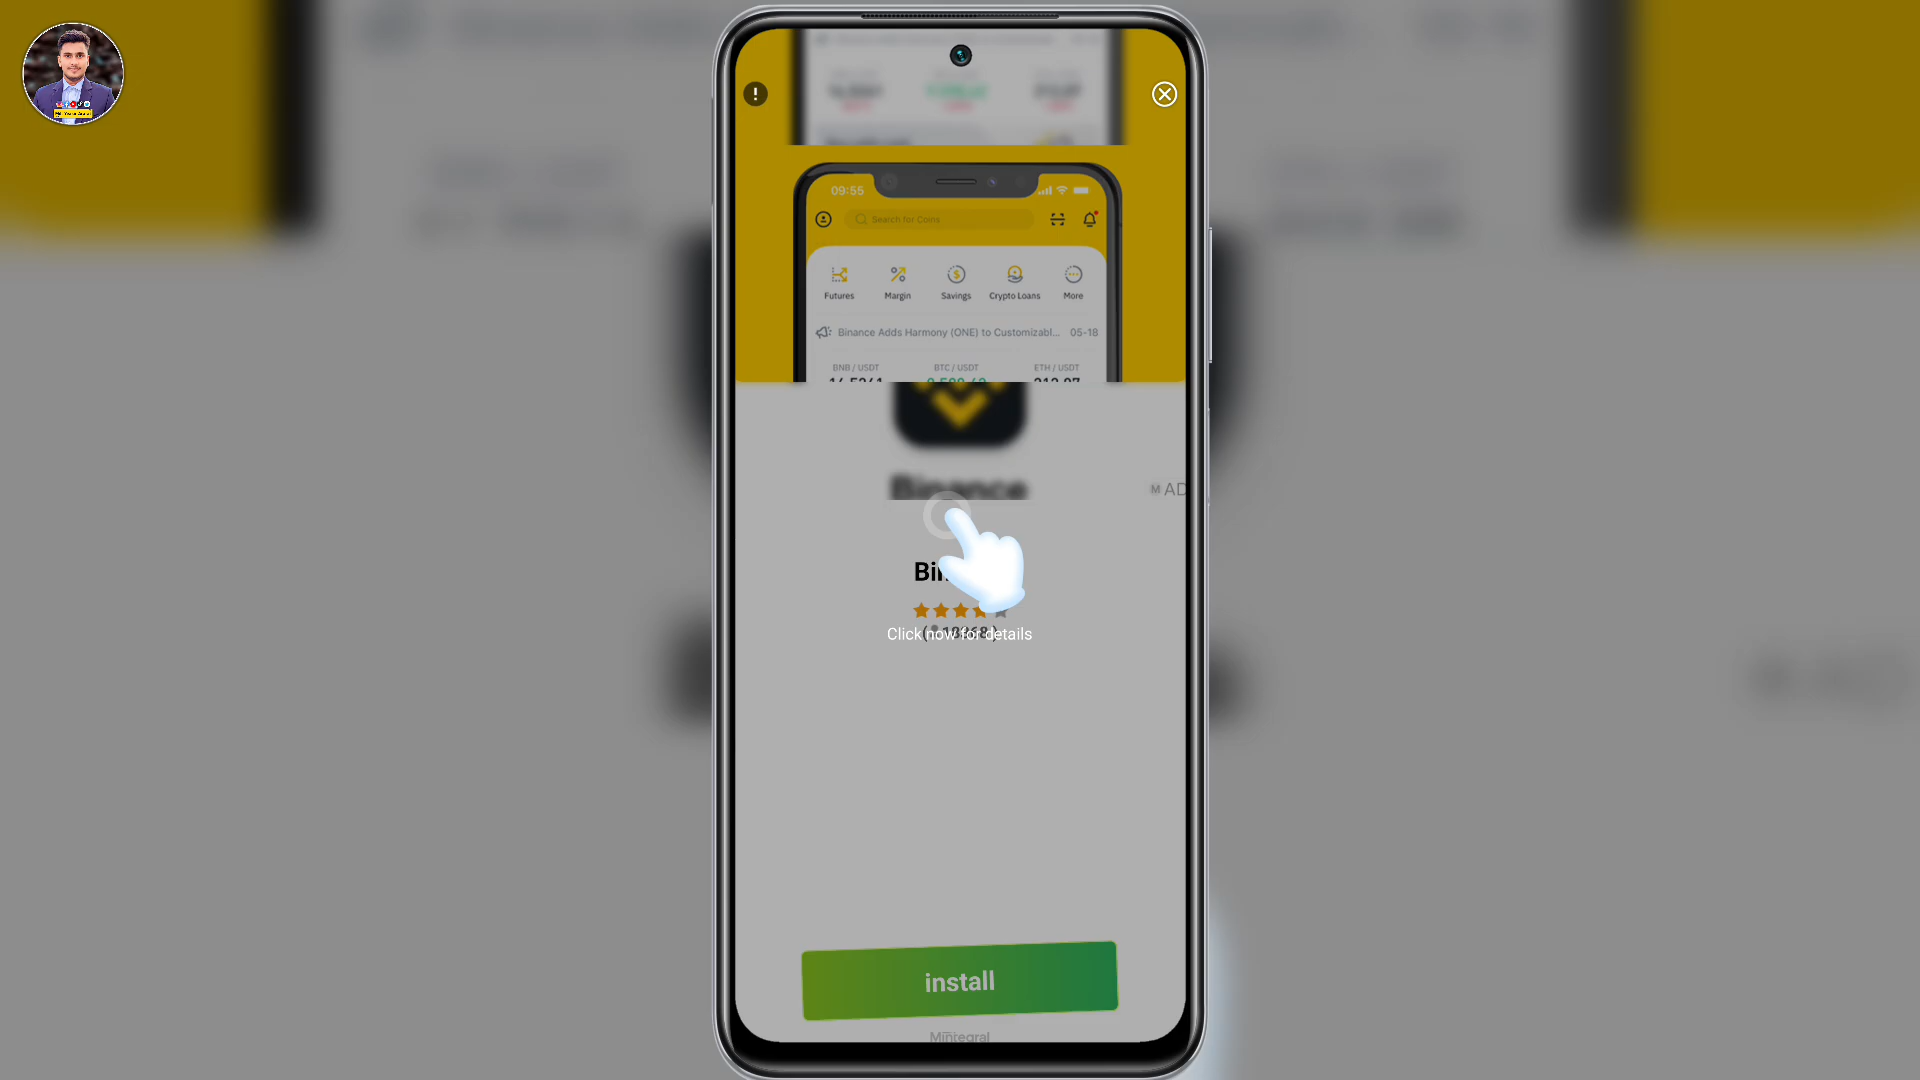 !
09:55
Search for Coins
Futures
Margin
Savings
Crypto Loans
More
Binance Adds Harmony (ONE) to Customizabl... 05-18
BNB / USDT
BTC / USDT
ETH / USDT
Binance
M AD
Click now for details
install
Mintegral